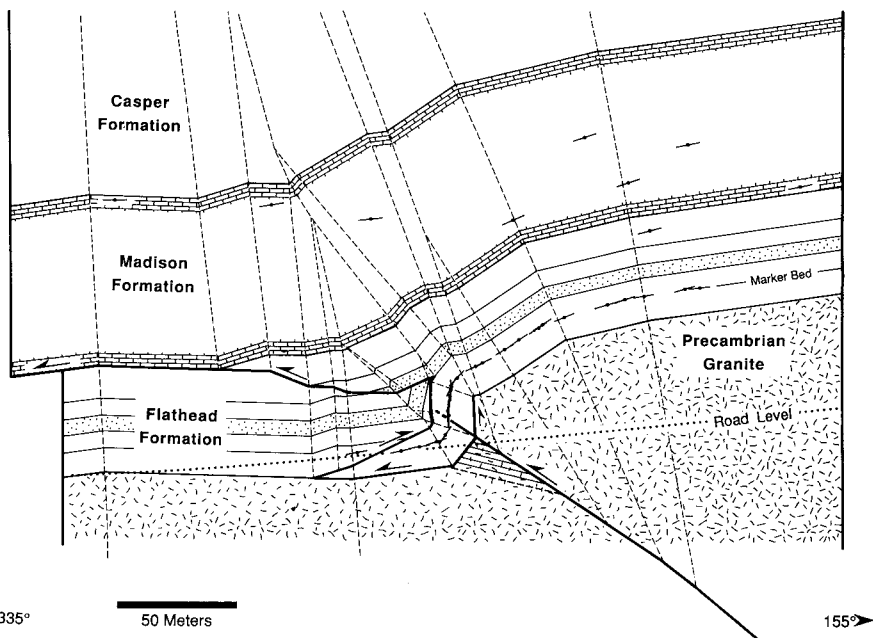 Casper
Formation
Madison
Formation
Marker Bed
Precambrian
Granite
Flathead
Formation
Road Level
335°
50 Meters
155°